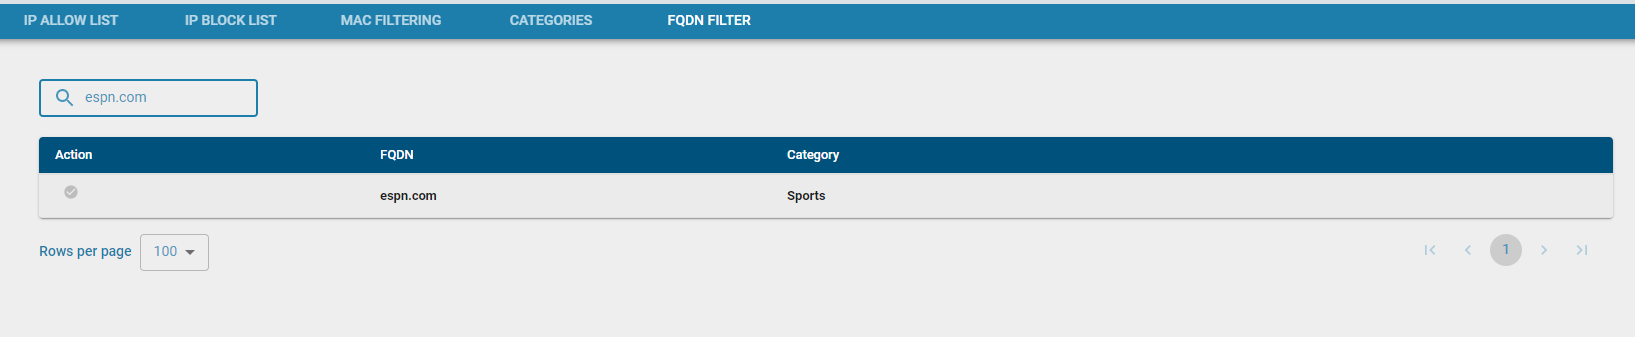 IP ALLOW LIST IP BLOCK LIST MAC FILTERING CATEGORIES FQDN FILTER
espn.com
Action FQDN Category
espn.com Sports
Rows per page 100 1